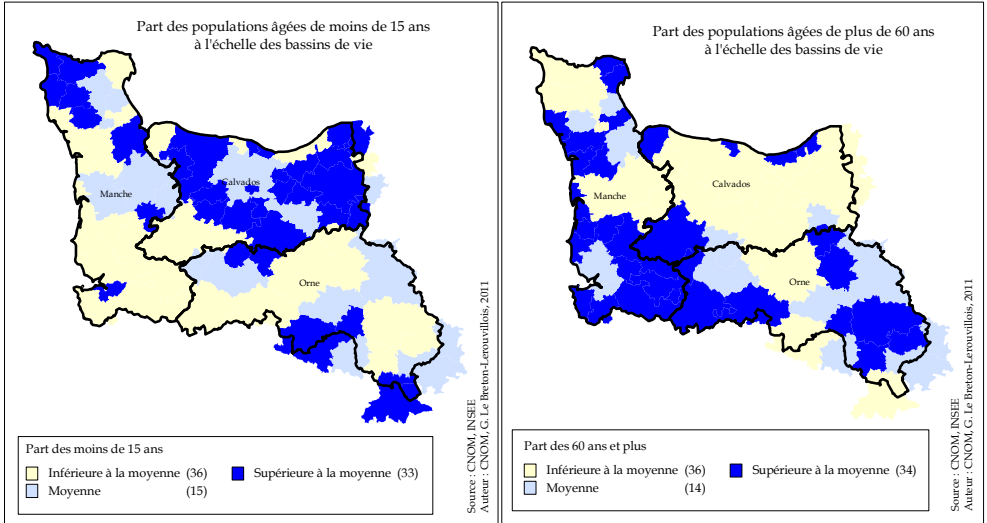 Part des populations âgées de moins de 15 ans
à l'échelle des bassins de vie
Calvados
Manche
Orne
Part des moins de 15 ans
Inférieure à la moyenne (36)
Supérieure à la moyenne (33)
Moyenne (15)
Source : CNOM, INSEE
Auteur : CNOM, G. Le Breton-Lerouvillois, 2011
Part des populations âgées de plus de 60 ans
à l'échelle des bassins de vie
Calvados
Manche
Orne
Part des 60 ans et plus
Inférieure à la moyenne (36)
Supérieure à la moyenne (34)
Moyenne (14)
Source : CNOM, INSEE
Auteur : CNOM, G. Le Breton-Lerouvillois, 2011